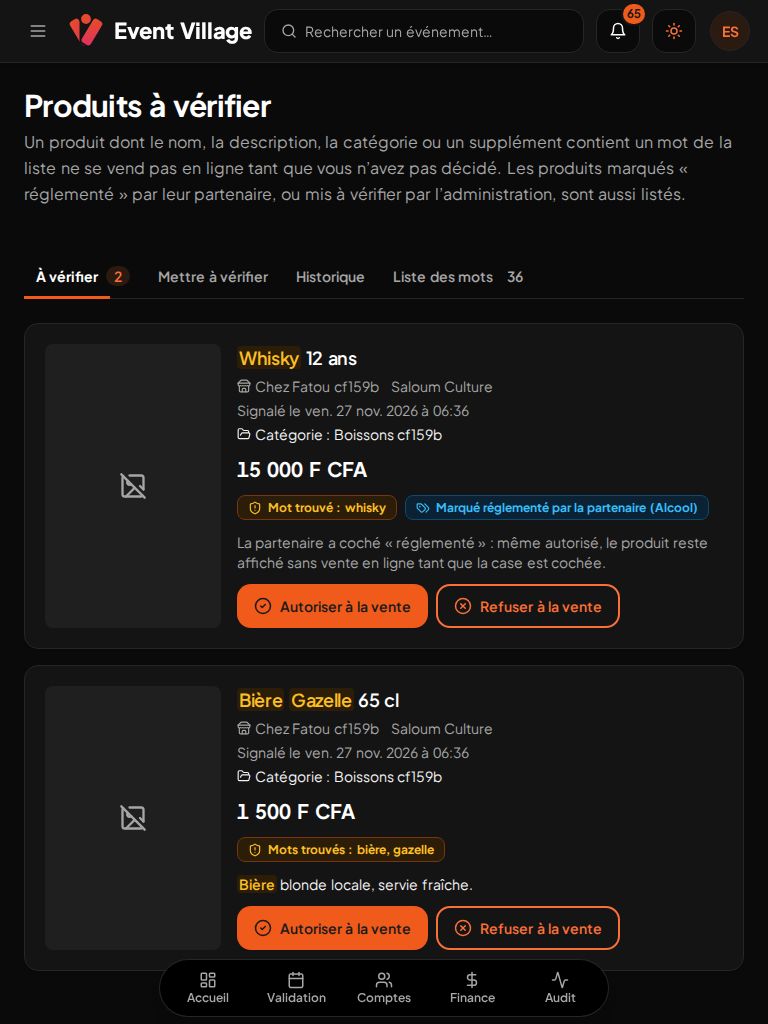 Event Village
Rechercher un événement…
65
ES
Produits à vérifier
Un produit dont le nom, la description, la catégorie ou un supplément contient un mot de la
liste ne se vend pas en ligne tant que vous n’avez pas décidé. Les produits marqués «
réglementé » par leur partenaire, ou mis à vérifier par l’administration, sont aussi listés.
À vérifier 2 Mettre à vérifier Historique Liste des mots 36
Whisky 12 ans
Chez Fatou cf159b Saloum Culture
Signalé le ven. 27 nov. 2026 à 06:36
Catégorie : Boissons cf159b
15 000 F CFA
Mot trouvé : whisky Marqué réglementé par la partenaire (Alcool)
La partenaire a coché « réglementé » : même autorisé, le produit reste
affiché sans vente en ligne tant que la case est cochée.
Autoriser à la vente Refuser à la vente
Bière Gazelle 65 cl
Chez Fatou cf159b Saloum Culture
Signalé le ven. 27 nov. 2026 à 06:36
Catégorie : Boissons cf159b
1 500 F CFA
Mots trouvés : bière, gazelle
Bière blonde locale, servie fraîche.
Autoriser à la vente Refuser à la vente
Accueil Validation Comptes Finance Audit